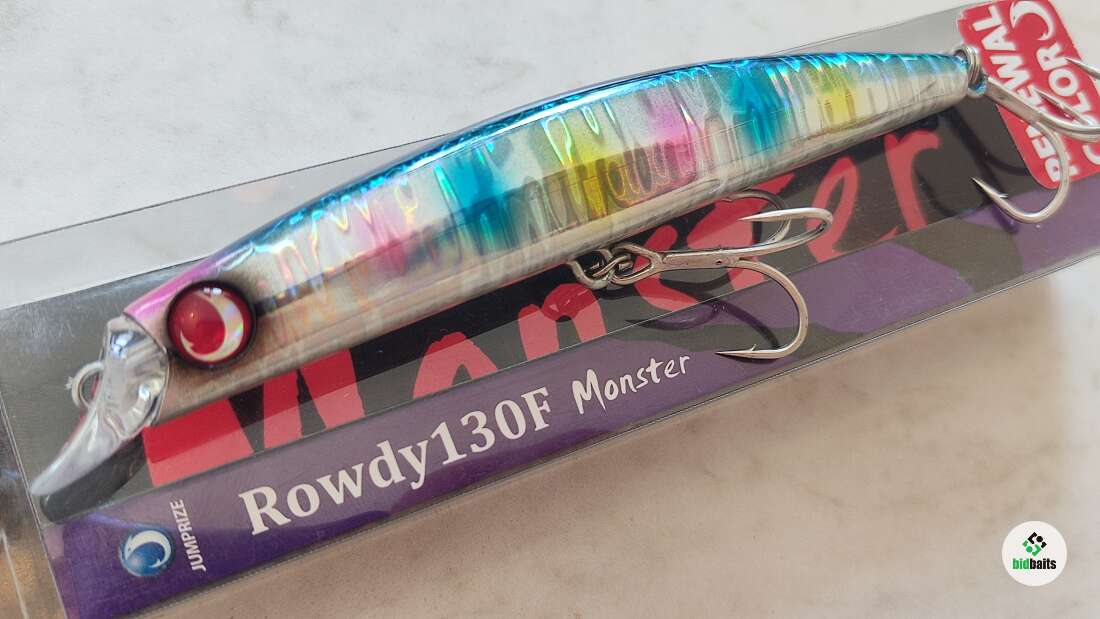 RENEWAL
COLOR
Monster
Rowdy130F Monster
JUMPRIZE
bidbaits